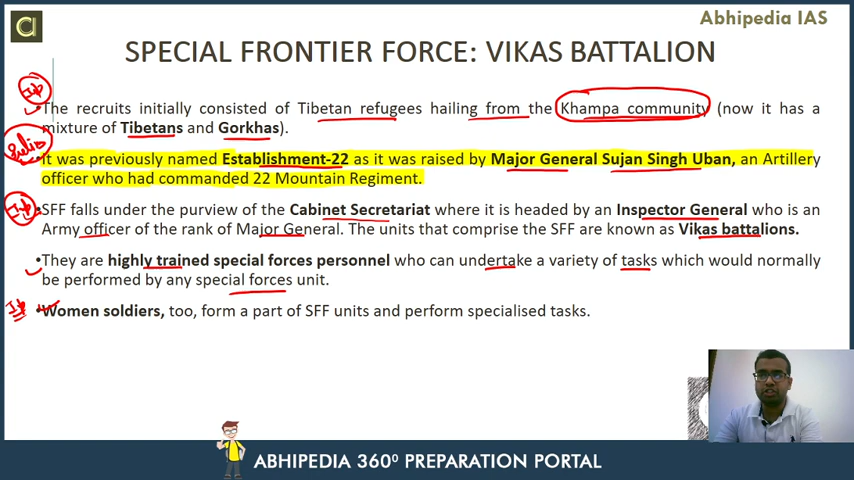 Abhipedia IAS
SPECIAL FRONTIER FORCE: VIKAS BATTALION
Imp
•The recruits initially consisted of Tibetan refugees hailing from the Khampa community (now it has a
mixture of Tibetans and Gorkhas).
•It was previously named Establishment-22 as it was raised by Major General Sujan Singh Uban, an Artillery
officer who had commanded 22 Mountain Regiment.
Imp
•SFF falls under the purview of the Cabinet Secretariat where it is headed by an Inspector General who is an
Army officer of the rank of Major General. The units that comprise the SFF are known as Vikas battalions.
•They are highly trained special forces personnel who can undertake a variety of tasks which would normally
be performed by any special forces unit.
Imp
•Women soldiers, too, form a part of SFF units and perform specialised tasks.
ABHIPEDIA 360⁰ PREPARATION PORTAL